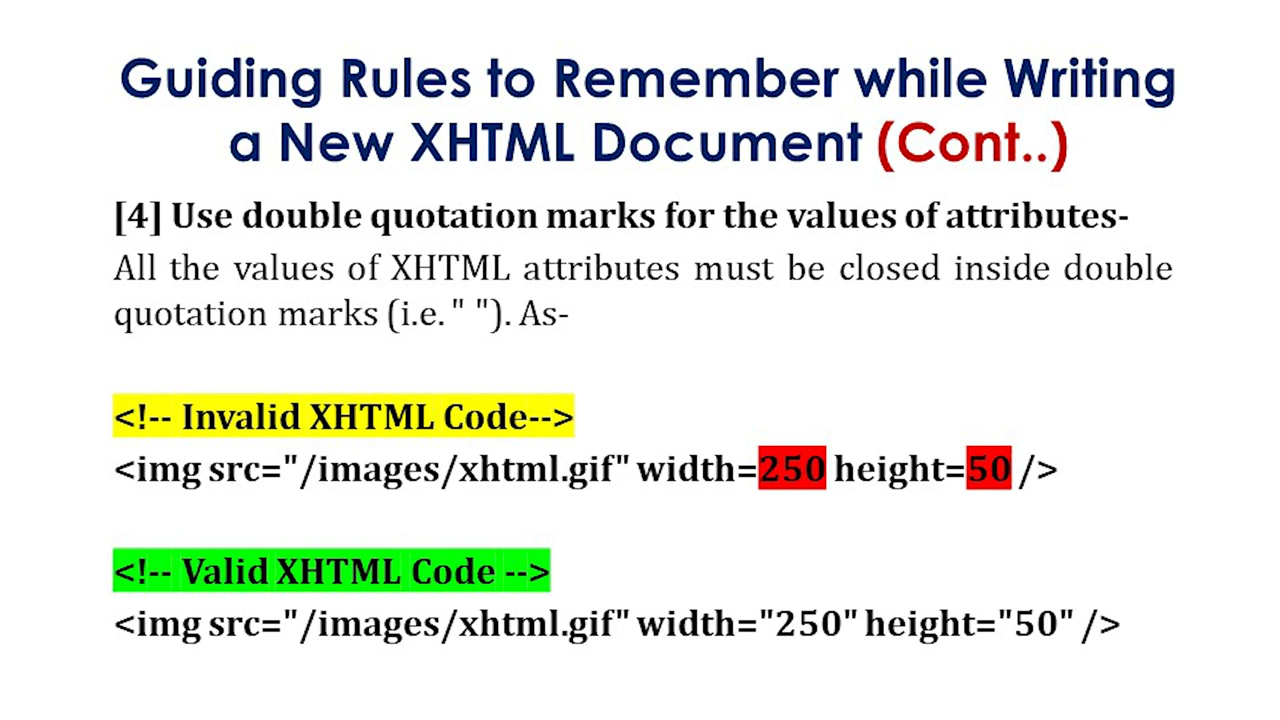 Guiding Rules to Remember while Writing
a New XHTML Document (Cont..)
[4] Use double quotation marks for the values of attributes-
All the values of XHTML attributes must be closed inside double
quotation marks (i.e. " "). As-
<!-- Invalid XHTML Code-->
<img src="/images/xhtml.gif" width=250 height=50 />
<!-- Valid XHTML Code -->
<img src="/images/xhtml.gif" width="250" height="50" />